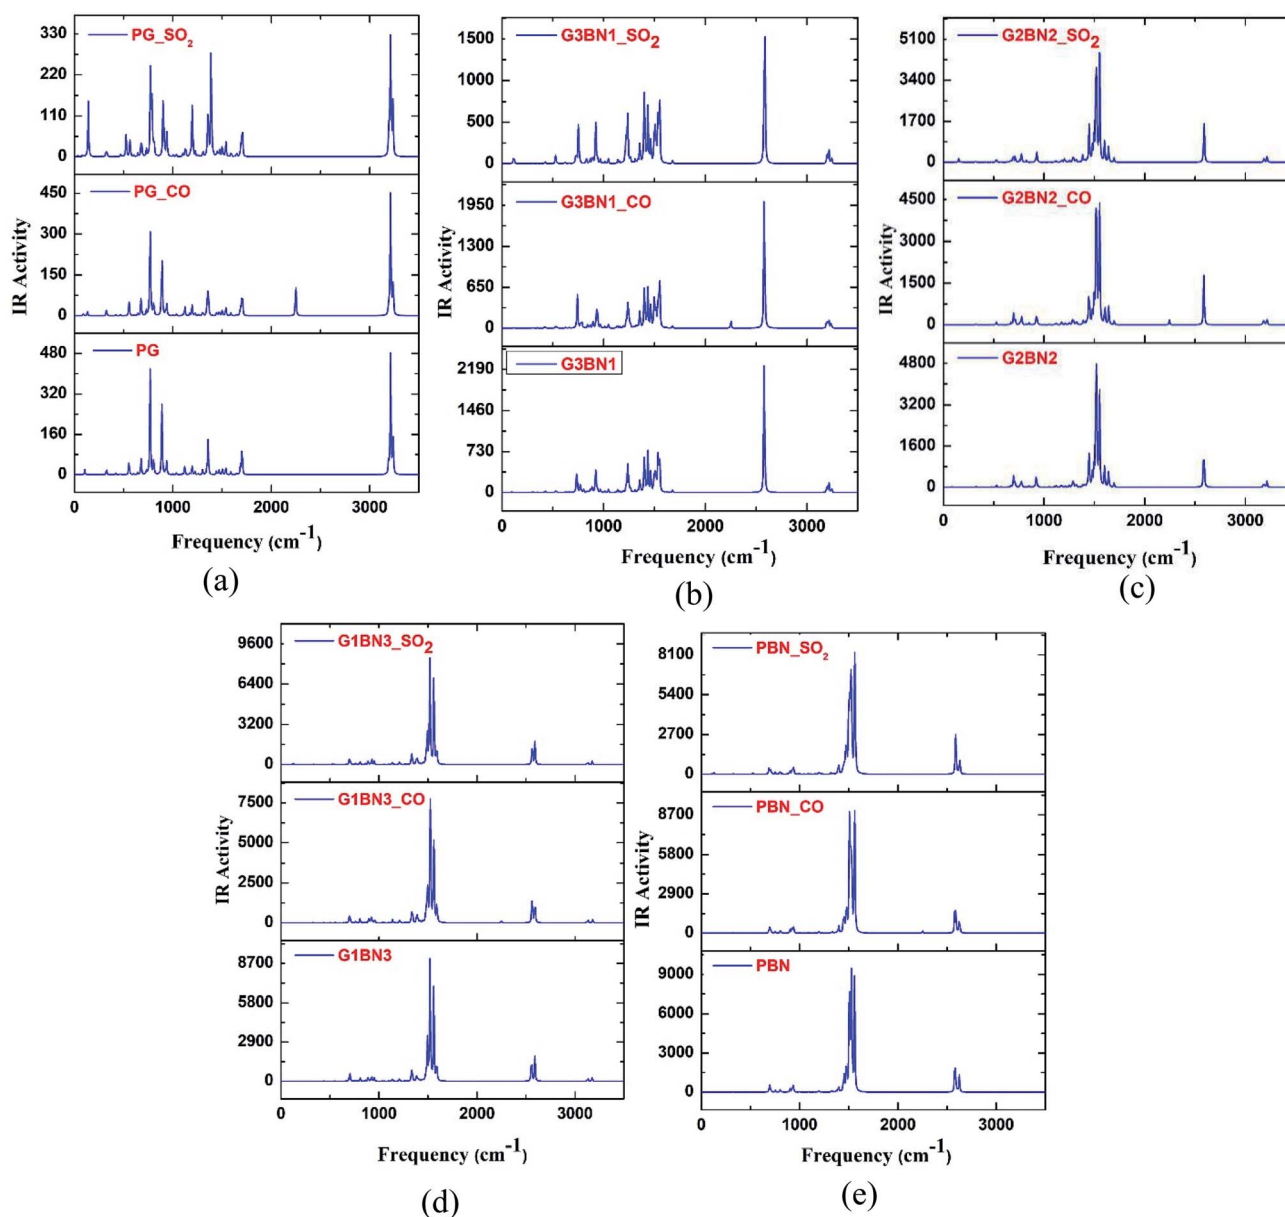 PG_SO2
330
220
110
0
PG_CO
450
300
150
0
PG
480
320
160
0
0 1000 2000 3000
IR Activity
Frequency (cm-1)
(a)
G3BN1_SO2
1500
1000
500
0
G3BN1_CO
1950
1300
650
0
G3BN1
2190
1460
730
0
0 1000 2000 3000
IR Activity
Frequency (cm-1)
(b)
G2BN2_SO2
5100
3400
1700
0
G2BN2_CO
4500
3000
1500
0
G2BN2
4800
3200
1600
0
0 1000 2000 3000
IR Activity
Frequency (cm-1)
(c)
G1BN3_SO2
9600
6400
3200
0
G1BN3_CO
7500
5000
2500
0
G1BN3
8700
5800
2900
0
0 1000 2000 3000
IR Activity
Frequency (cm-1)
(d)
PBN_SO2
8100
5400
2700
0
PBN_CO
8700
5800
2900
0
PBN
9000
6000
3000
0
0 1000 2000 3000
IR Activity
Frequency (cm-1)
(e)